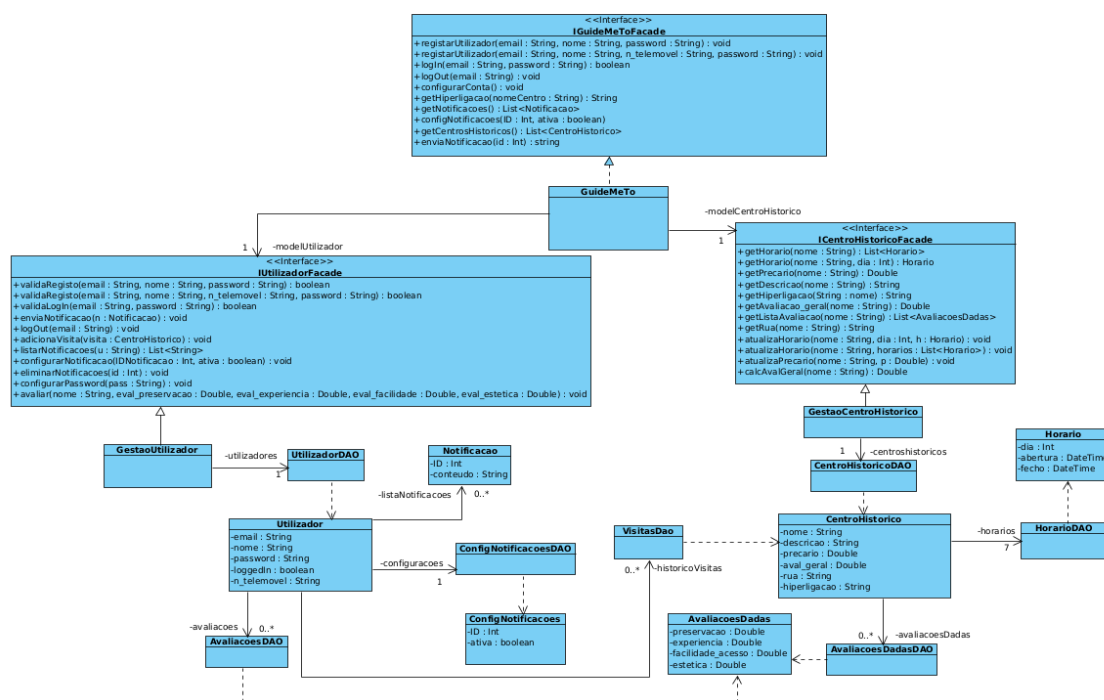 <<Interface>>
IGuideMeToFacade
+registarUtilizador(email : String, nome : String, password : String) : void
+registarUtilizador(email : String, nome : String, n_telemovel : String, password : String) : void
+logIn(email : String, password : String) : boolean
+logOut(email : String) : void
+configurarConta() : void
+getHiperligacao(nomeCentro : String) : String
+getNotificacoes() : List<Notificacao>
+configNotificacoes(ID : Int, ativa : boolean)
+getCentrosHistoricos() : List<CentroHistorico>
+enviaNotificacao(id : Int) : string
GuideMeTo
-modelCentroHistorico
1
1
-modelUtilizador
<<Interface>>
ICentroHistoricoFacade
+getHorario(nome : String) : List<Horario>
+getHorario(nome : String, dia : Int) : Horario
+getPrecario(nome : String) : Double
+getDescricao(nome : String) : String
+getHiperligacao(String : nome) : String
+getAvaliacao_geral(nome : String) : Double
+getListaAvaliacao(nome : String) : List<AvaliacoesDadas>
+getRua(nome : String) : String
+atualizaHorario(nome : String, dia : Int, h : Horario) : void
+atualizaHorario(nome : String, horarios : List<Horario>) : void
+atualizaPrecario(nome : String, p : Double) : void
+calcAvalGeral(nome : String) : Double
<<Interface>>
IUtilizadorFacade
+validaRegisto(email : String, nome : String, password : String) : boolean
+validaRegisto(email : String, nome : String, n_telemovel : String, password : String) : boolean
+validaLogIn(email : String, password : String) : boolean
+enviaNotificacao(n : Notificacao) : void
+logOut(email : String) : void
+adicionaVisita(visita : CentroHistorico) : void
+listarNotificacoes(u : String) : List<String>
+configurarNotificacao(IDNotificacao : Int, ativa : boolean) : void
+eliminarNotificacoes(id : Int) : void
+configurarPassword(pass : String) : void
+avaliar(nome : String, eval_preservacao : Double, eval_experiencia : Double, eval_facilidade : Double, eval_estetica : Double) : void
GestaoUtilizador
-utilizadores
1
UtilizadorDAO
Notificacao
-ID : Int
-conteudo : String
-listaNotificacoes
0..*
GestaoCentroHistorico
1
-centroshistoricos
CentroHistoricoDAO
Horario
-dia : Int
-abertura : DateTime
-fecho : DateTime
Utilizador
-email : String
-nome : String
-password : String
-loggedIn : boolean
-n_telemovel : String
-configuracoes
1
ConfigNotificacoesDAO
VisitasDao
0..*
-historicoVisitas
CentroHistorico
-nome : String
-descricao : String
-precario : Double
-aval_geral : Double
-rua : String
-hiperligacao : String
-horarios
7
HorarioDAO
-avaliacoes
0..*
AvaliacoesDAO
ConfigNotificacoes
-ID : Int
-ativa : boolean
AvaliacoesDadas
-preservacao : Double
-experiencia : Double
-facilidade_acesso : Double
-estetica : Double
0..*
-avaliacoesDadas
AvaliacoesDadasDAO